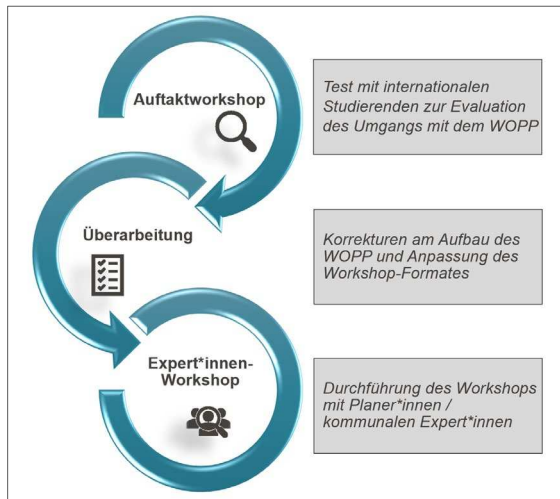 Auftaktworkshop
Test mit internationalen
Studierenden zur Evaluation
des Umgangs mit dem WOPP
Überarbeitung
Korrekturen am Aufbau des
WOPP und Anpassung des
Workshop-Formates
Expert*innen-
Workshop
Durchführung des Workshops
mit Planer*innen /
kommunalen Expert*innen